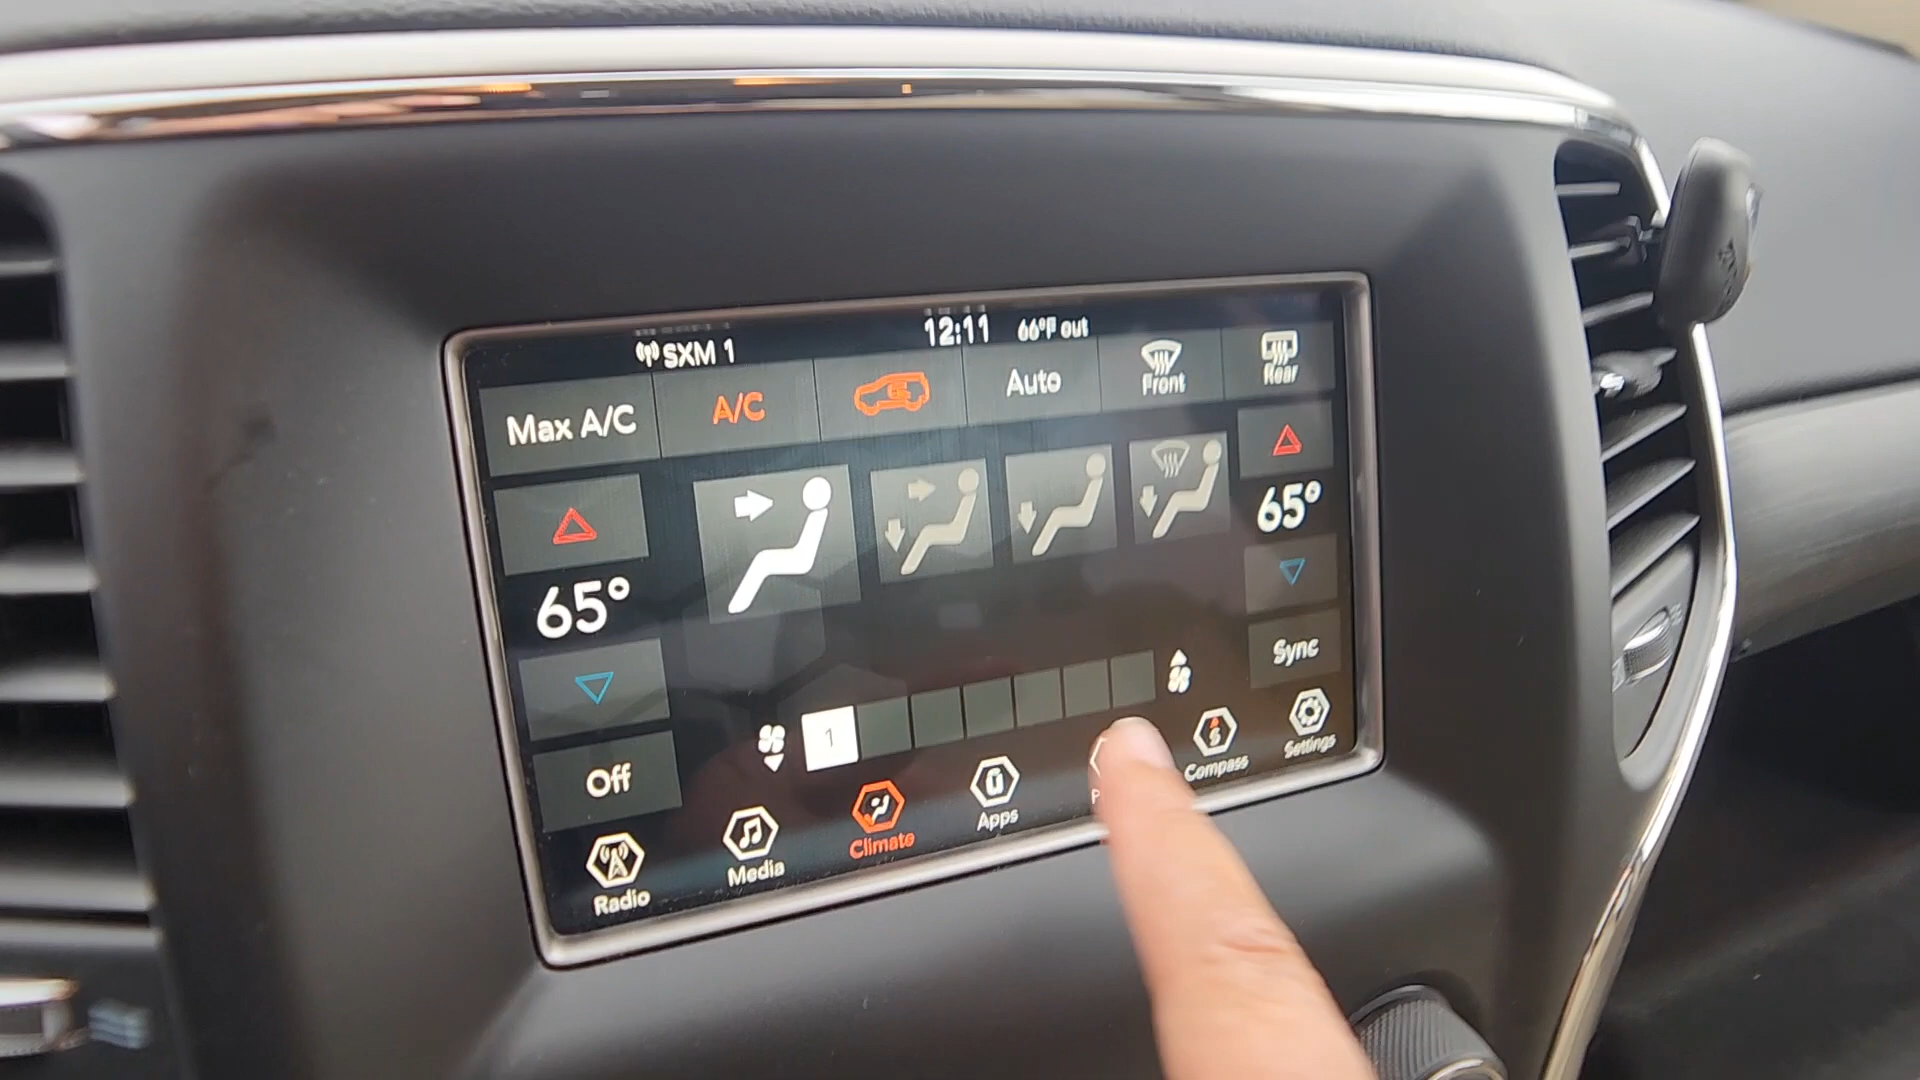 SXM 1
12:11
66°F out
Max A/C
A/C
Auto
Front
Rear
65°
65°
Sync
1
Off
Radio
Media
Climate
Apps
P
Compass
Settings